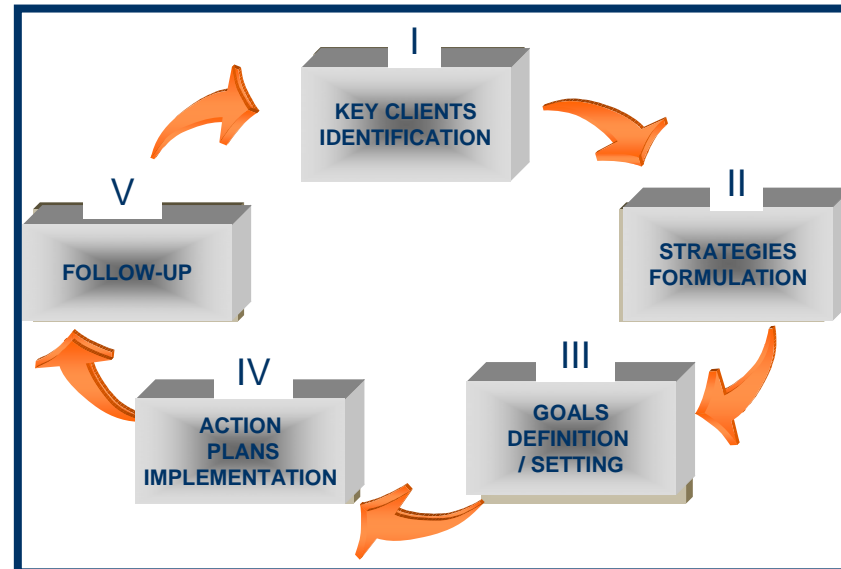 I
KEY CLIENTS
IDENTIFICATION
II
STRATEGIES
FORMULATION
III
GOALS
DEFINITION
/ SETTING
IV
ACTION
PLANS
IMPLEMENTATION
V
FOLLOW-UP